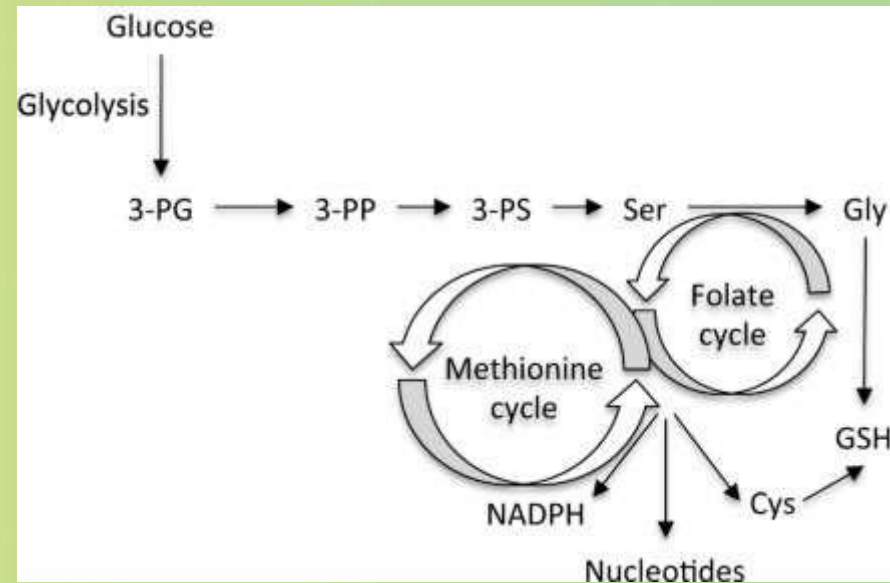 Glucose
Glycolysis
3-PG 3-PP 3-PS Ser Gly
Folate
cycle
Methionine
cycle
GSH
Cys
NADPH
Nucleotides